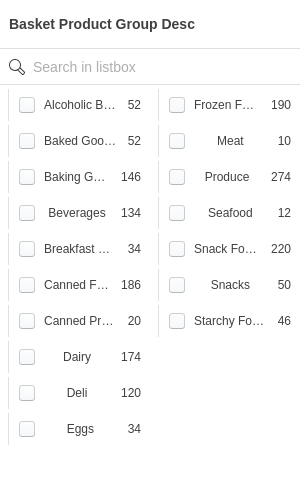 Basket Product Group Desc
Search in listbox
Alcoholic B... 52
Baked Goo... 52
Baking G... 146
Beverages 134
Breakfast ... 34
Canned F... 186
Canned Pr... 20
Dairy 174
Deli 120
Eggs 34
Frozen F... 190
Meat 10
Produce 274
Seafood 12
Snack Fo... 220
Snacks 50
Starchy Fo... 46